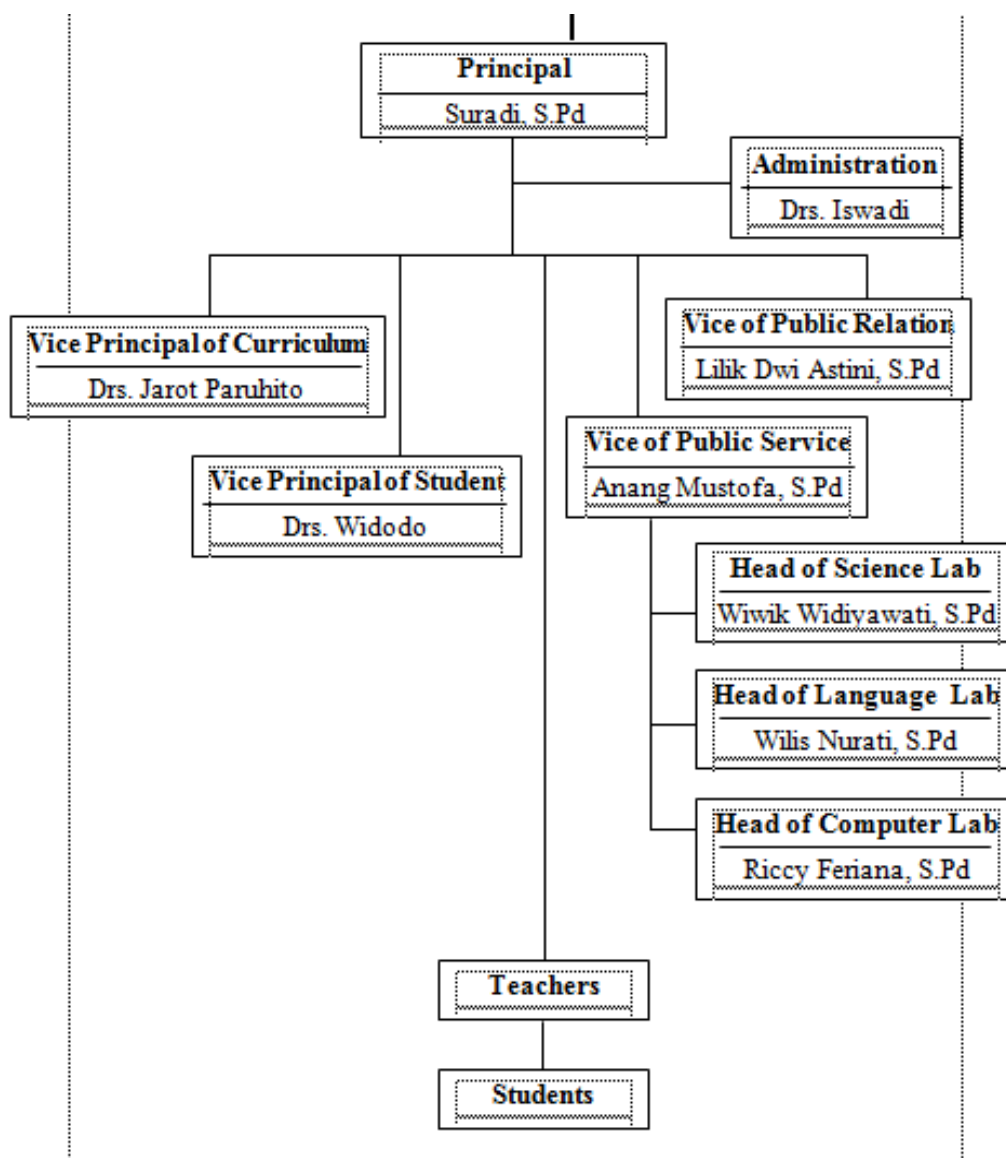 Principal
Suradi, S.Pd
Administration
Drs. Iswadi
Vice Principal of Curriculum
Drs. Jarot Paruhito
Vice of Public Relation
Lilik Dwi Astini, S.Pd
Vice Principal of Student
Drs. Widodo
Vice of Public Service
Anang Mustofa, S.Pd
Head of Science Lab
Wiwik Widiyawati, S.Pd
Head of Language Lab
Wilis Nurati, S.Pd
Head of Computer Lab
Riccy Feriana, S.Pd
Teachers
Students